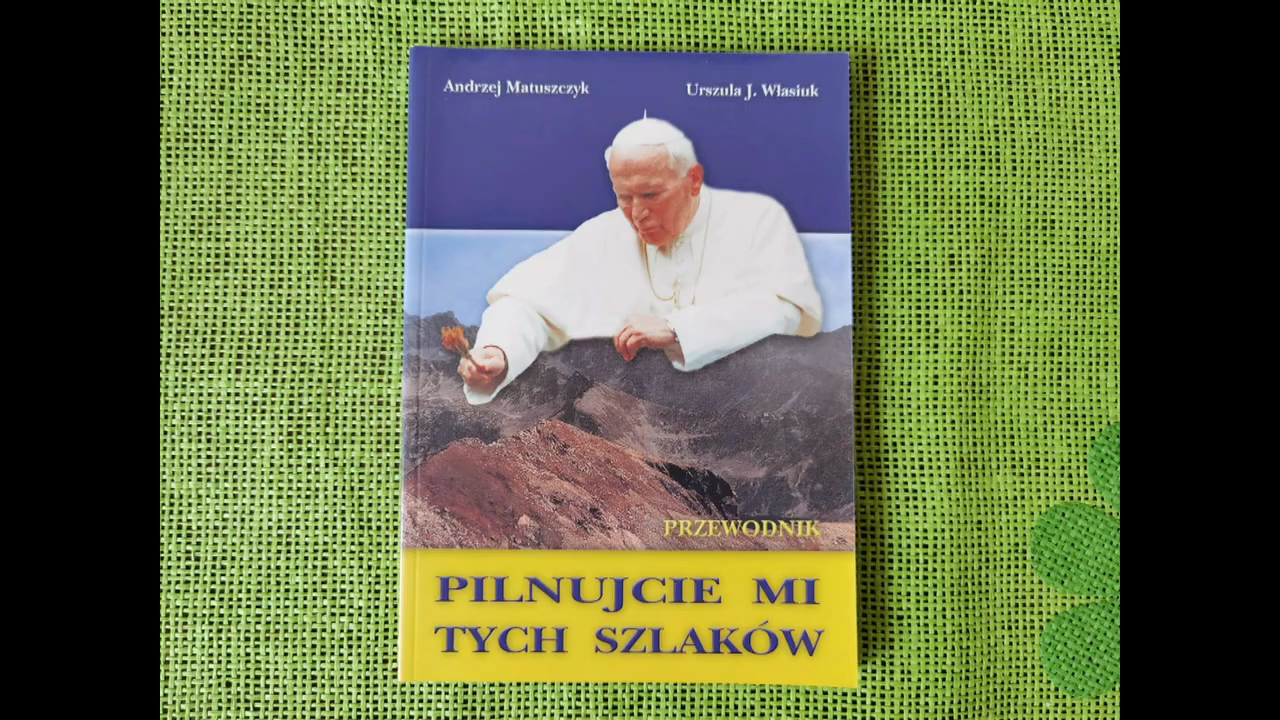 Andrzej Matuszczyk
Urszula J. Własiuk
PRZEWODNIK
PILNUJCIE MI
TYCH SZLAKÓW